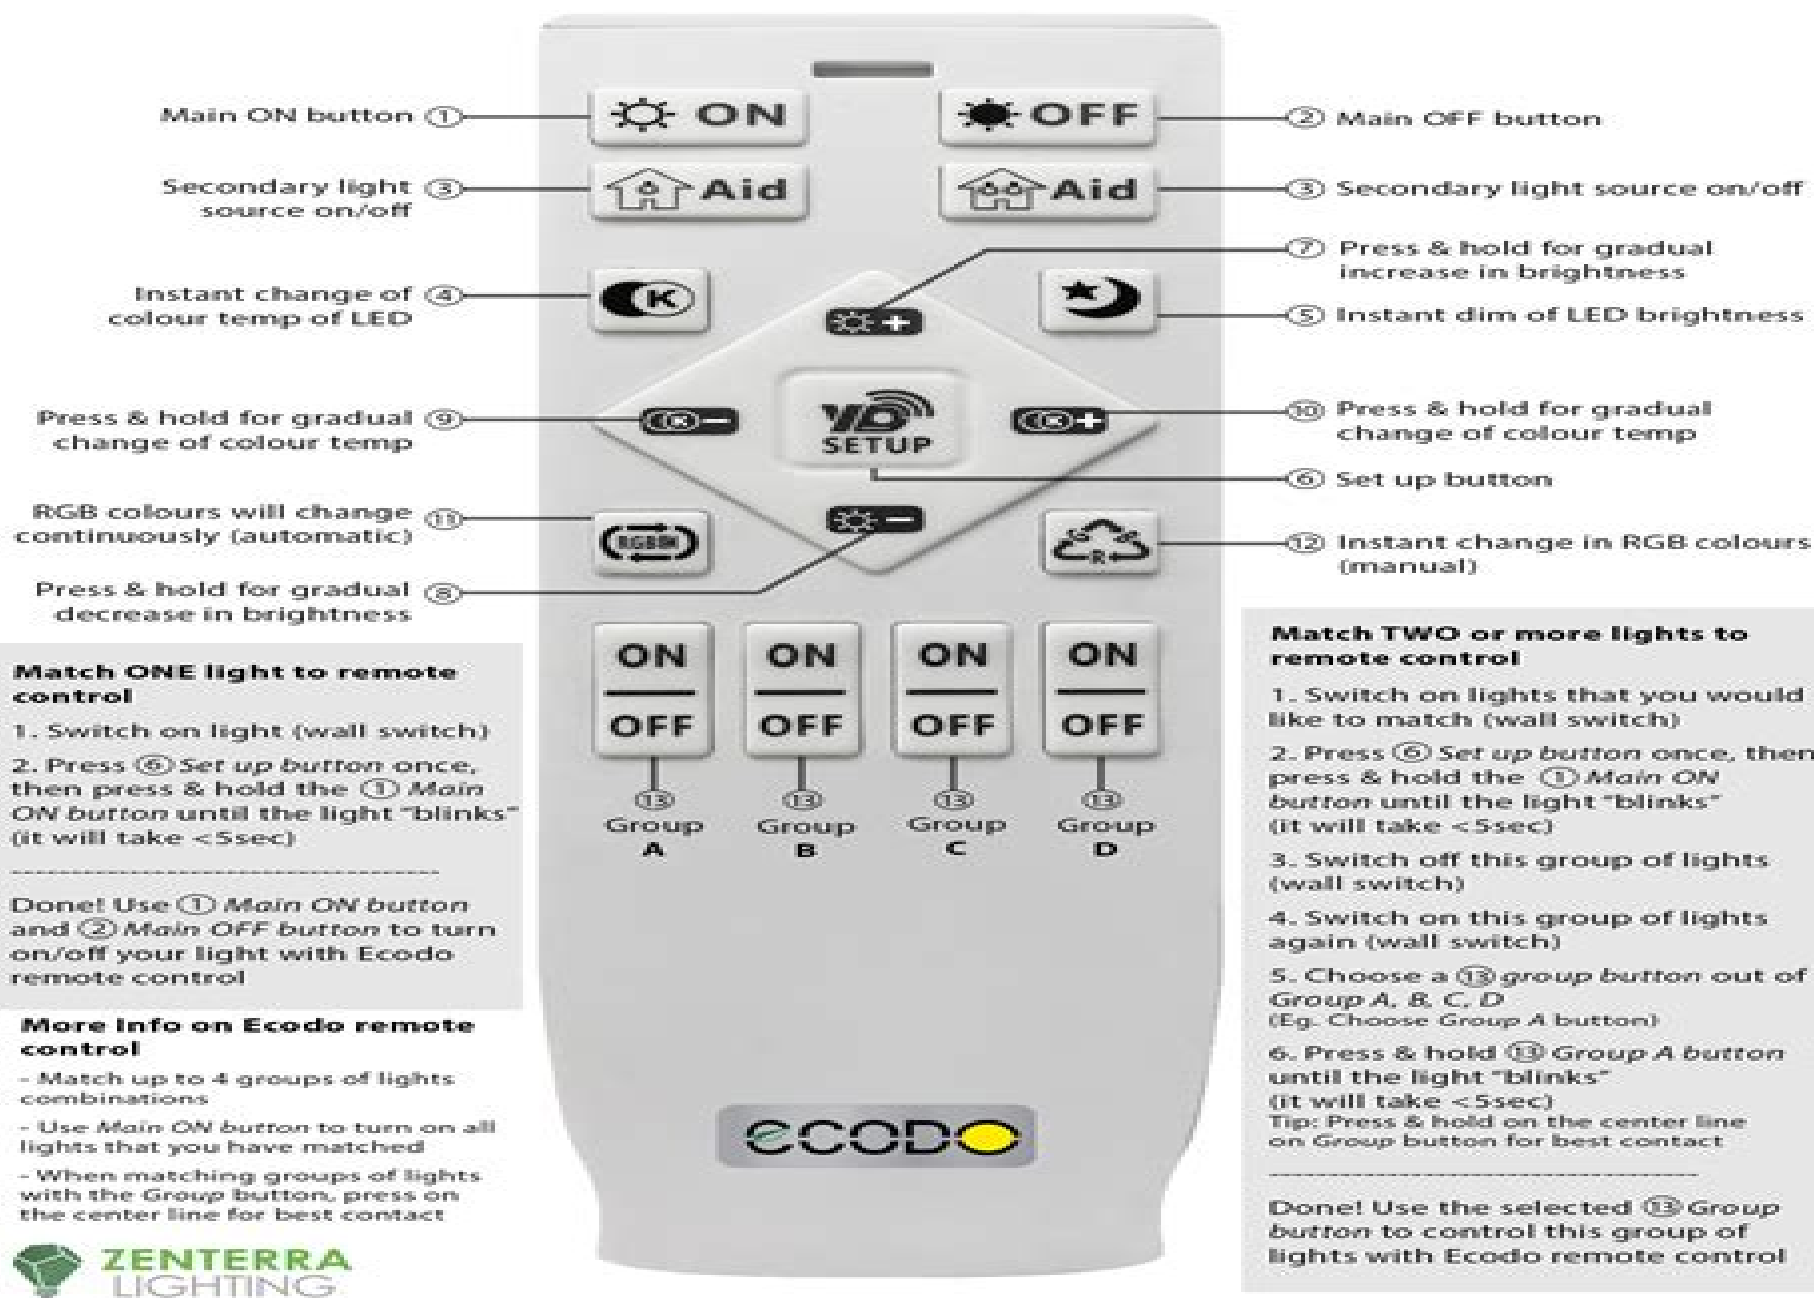 Main ON button ①
② Main OFF button
Secondary light ③
source on/off
③ Secondary light source on/off
Instant change of ④
colour temp of LED
⑦ Press & hold for gradual
increase in brightness
⑤ Instant dim of LED brightness
Press & hold for gradual ⑨
change of colour temp
⑩ Press & hold for gradual
change of colour temp
⑥ Set up button
RGB colours will change ⑪
continuously (automatic)
⑫ Instant change in RGB colours
(manual)
Press & hold for gradual ⑧
decrease in brightness
ON
OFF
Aid
Aid
K
+
K-
YD
SETUP
K+
-
R
ON
OFF
ON
OFF
ON
OFF
ON
OFF
⑬
Group
A
⑬
Group
B
⑬
Group
C
⑬
Group
D
ecodo
Match ONE light to remote
control
1. Switch on light (wall switch)
2. Press ⑥ Set up button once,
then press & hold the ① Main
ON button until the light "blinks"
(it will take <5sec)
Done! Use ① Main ON button
and ② Main OFF button to turn
on/off your light with Ecodo
remote control
More Info on Ecodo remote
control
- Match up to 4 groups of lights
combinations
- Use Main ON button to turn on all
lights that you have matched
- When matching groups of lights
with the Group button, press on
the center line for best contact
ZENTERRA
LIGHTING
Match TWO or more lights to
remote control
1. Switch on lights that you would
like to match (wall switch)
2. Press ⑥ Set up button once, then
press & hold the ① Main ON
button until the light "blinks"
(it will take <5sec)
3. Switch off this group of lights
(wall switch)
4. Switch on this group of lights
again (wall switch)
5. Choose a ⑬ group button out of
Group A, B, C, D
(Eg. Choose Group A button)
6. Press & hold ⑬ Group A button
until the light "blinks"
(it will take <5sec)
Tip: Press & hold on the center line
on Group button for best contact
Done! Use the selected ⑬ Group
button to control this group of
lights with Ecodo remote control